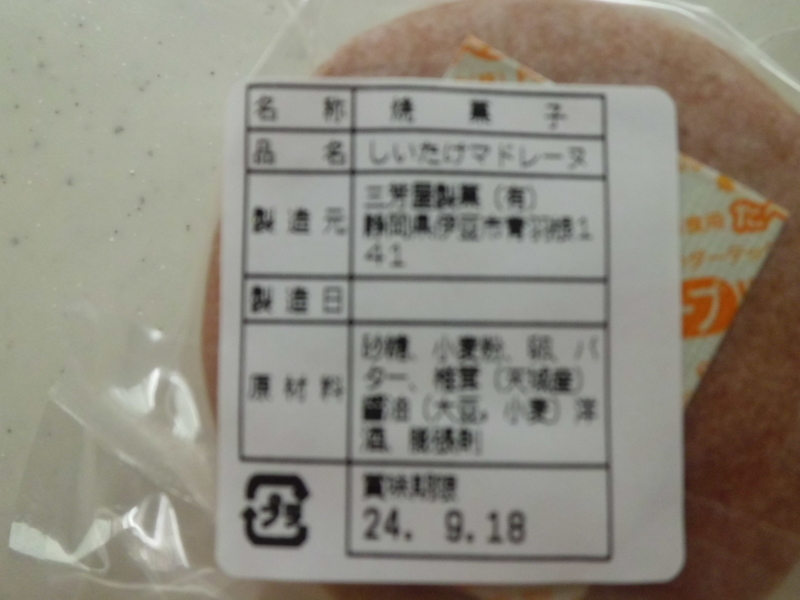 名称 焼菓子
品名 しいたけマドレーヌ
製造元 三芳屋製菓(有)
静岡県伊豆市青羽根1
41
製造日
原材料 砂糖、小麦粉、卵、バ
ター、椎茸(天城産)
醤油(大豆，小麦)洋
酒、膨張剤
賞味期限
24. 9.18
プラ